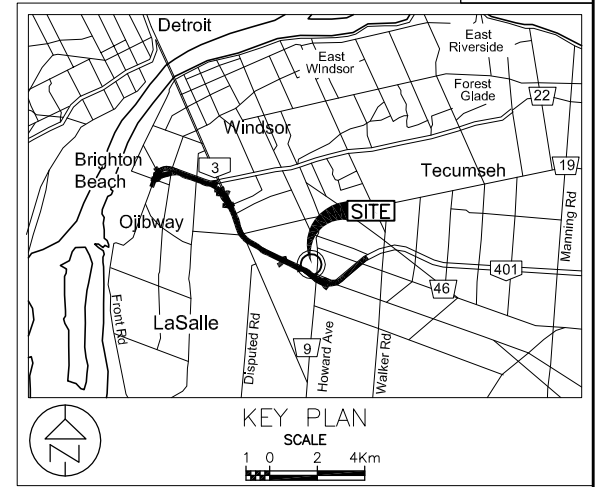 Detroit
East
Riverside
East
Windsor
Forest
Glade
22
Windsor
3
19
Brighton
Beach
Tecumseh
SITE
Ojibway
Manning Rd
401
46
Front Rd
LaSalle
Disputed Rd
9
Howard Ave
Walker Rd
N
KEY PLAN
SCALE
1 0 2 4Km